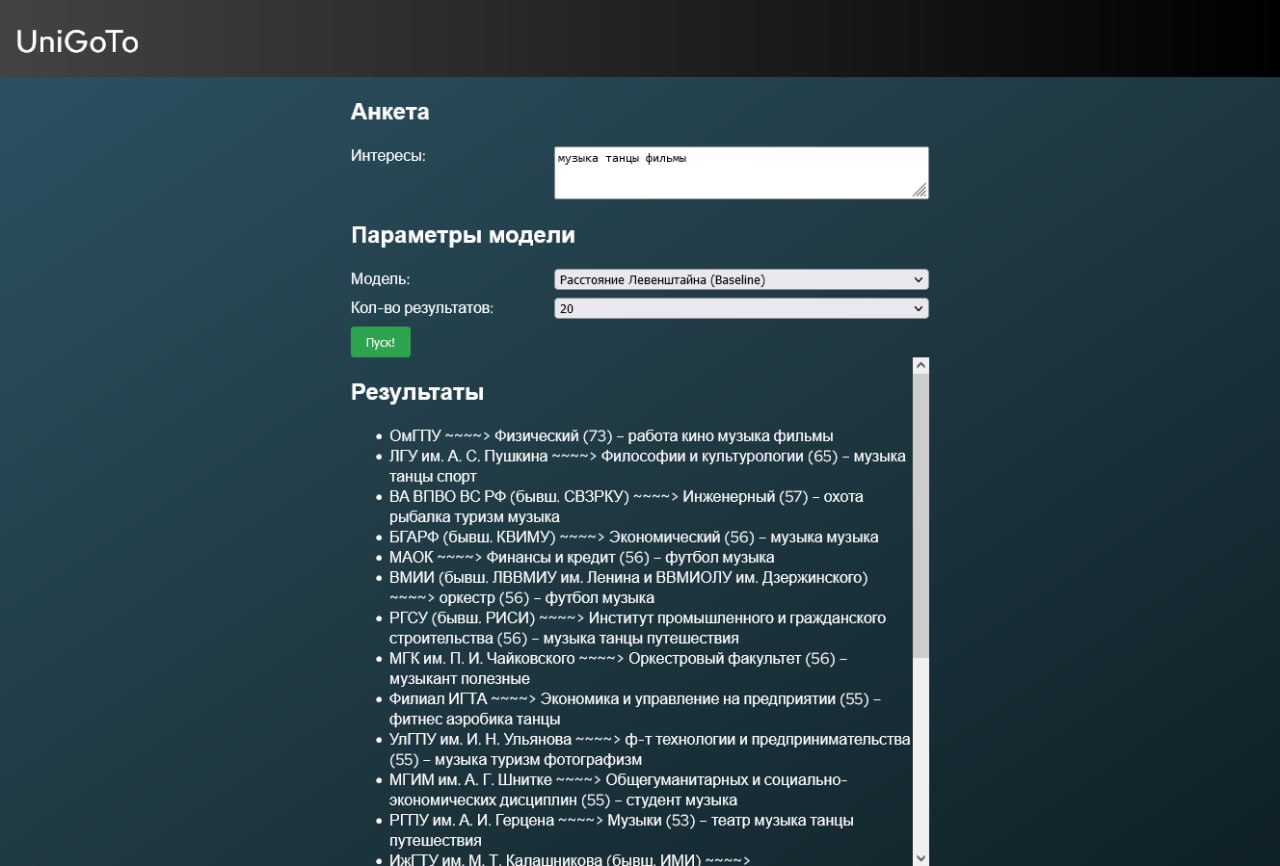 UniGoTo
Анкета
Интересы:
музыка танцы фильмы
Параметры модели
Модель:
Расстояние Левенштайна (Baseline)
Кол-во результатов:
20
Пуск!
Результаты
• ОмГПУ ~~~~> Физический (73) – работа кино музыка фильмы
• ЛГУ им. А. С. Пушкина ~~~~> Философии и культурологии (65) – музыка
танцы спорт
• ВА ВПВО ВС РФ (бывш. СВЗРКУ) ~~~~> Инженерный (57) – охота
рыбалка туризм музыка
• БГАРФ (бывш. КВИМУ) ~~~~> Экономический (56) – музыка музыка
• МАОК ~~~~> Финансы и кредит (56) – футбол музыка
• ВМИИ (бывш. ЛВВМИУ им. Ленина и ВВМИОЛУ им. Дзержинского)
~~~~> оркестр (56) – футбол музыка
• РГСУ (бывш. РИСИ) ~~~~> Институт промышленного и гражданского
строительства (56) – музыка танцы путешествия
• МГК им. П. И. Чайковского ~~~~> Оркестровый факультет (56) –
музыкант полезные
• Филиал ИГТА ~~~~> Экономика и управление на предприятии (55) –
фитнес аэробика танцы
• УлГПУ им. И. Н. Ульянова ~~~~> ф-т технологии и предпринимательства
(55) – музыка туризм фотографизм
• МГИМ им. А. Г. Шнитке ~~~~> Общегуманитарных и социально-
экономических дисциплин (55) – студент музыка
• РГПУ им. А. И. Герцена ~~~~> Музыки (53) – театр музыка танцы
путешествия
• ИжГТУ им. М. Т. Калашникова (бывш. ИМИ) ~~~~>